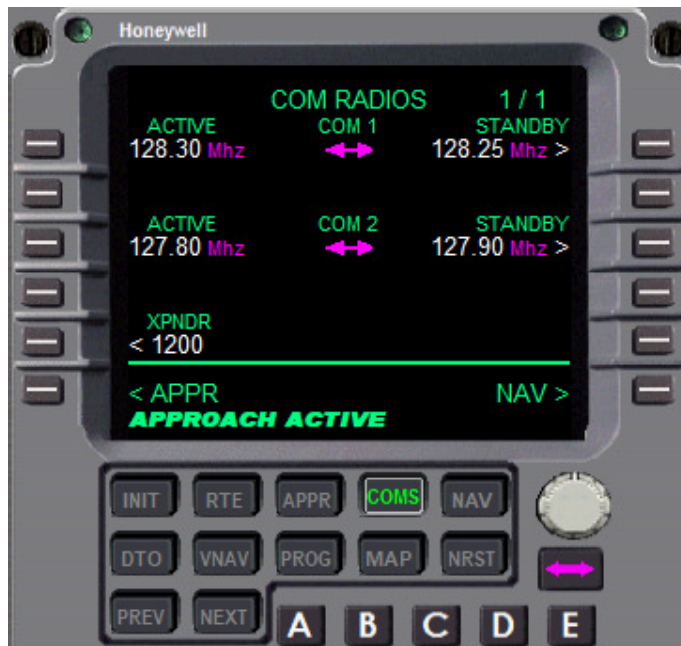 Honeywell
COM RADIOS 1 / 1
ACTIVE COM 1 STANDBY
128.30 Mhz 128.25 Mhz >
ACTIVE COM 2 STANDBY
127.80 Mhz 127.90 Mhz >
XPNDR
< 1200
< APPR NAV >
APPROACH ACTIVE
INIT RTE APPR COMS NAV
DTO VNAV PROG MAP NRST
PREV NEXT
A B C D E